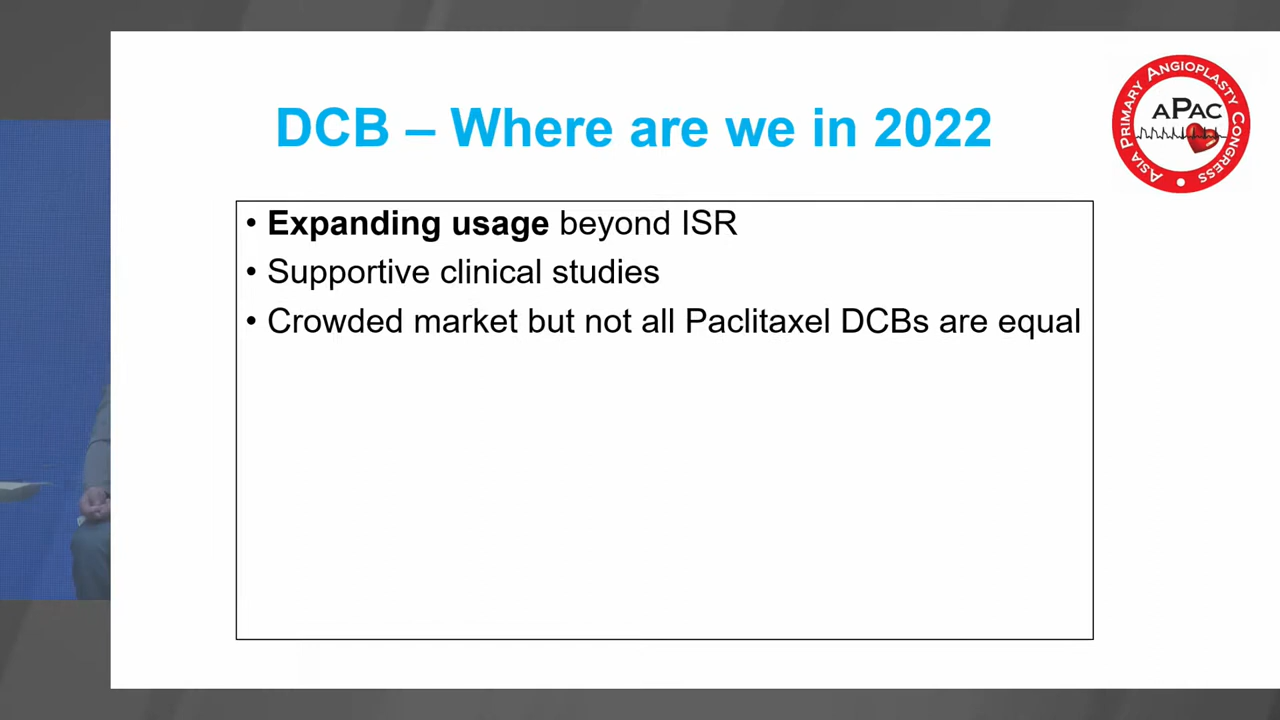 DCB – Where are we in 2022
• Expanding usage beyond ISR
• Supportive clinical studies
• Crowded market but not all Paclitaxel DCBs are equal
ASIA PRIMARY ANGIOPLASTY CONGRESS
APAC